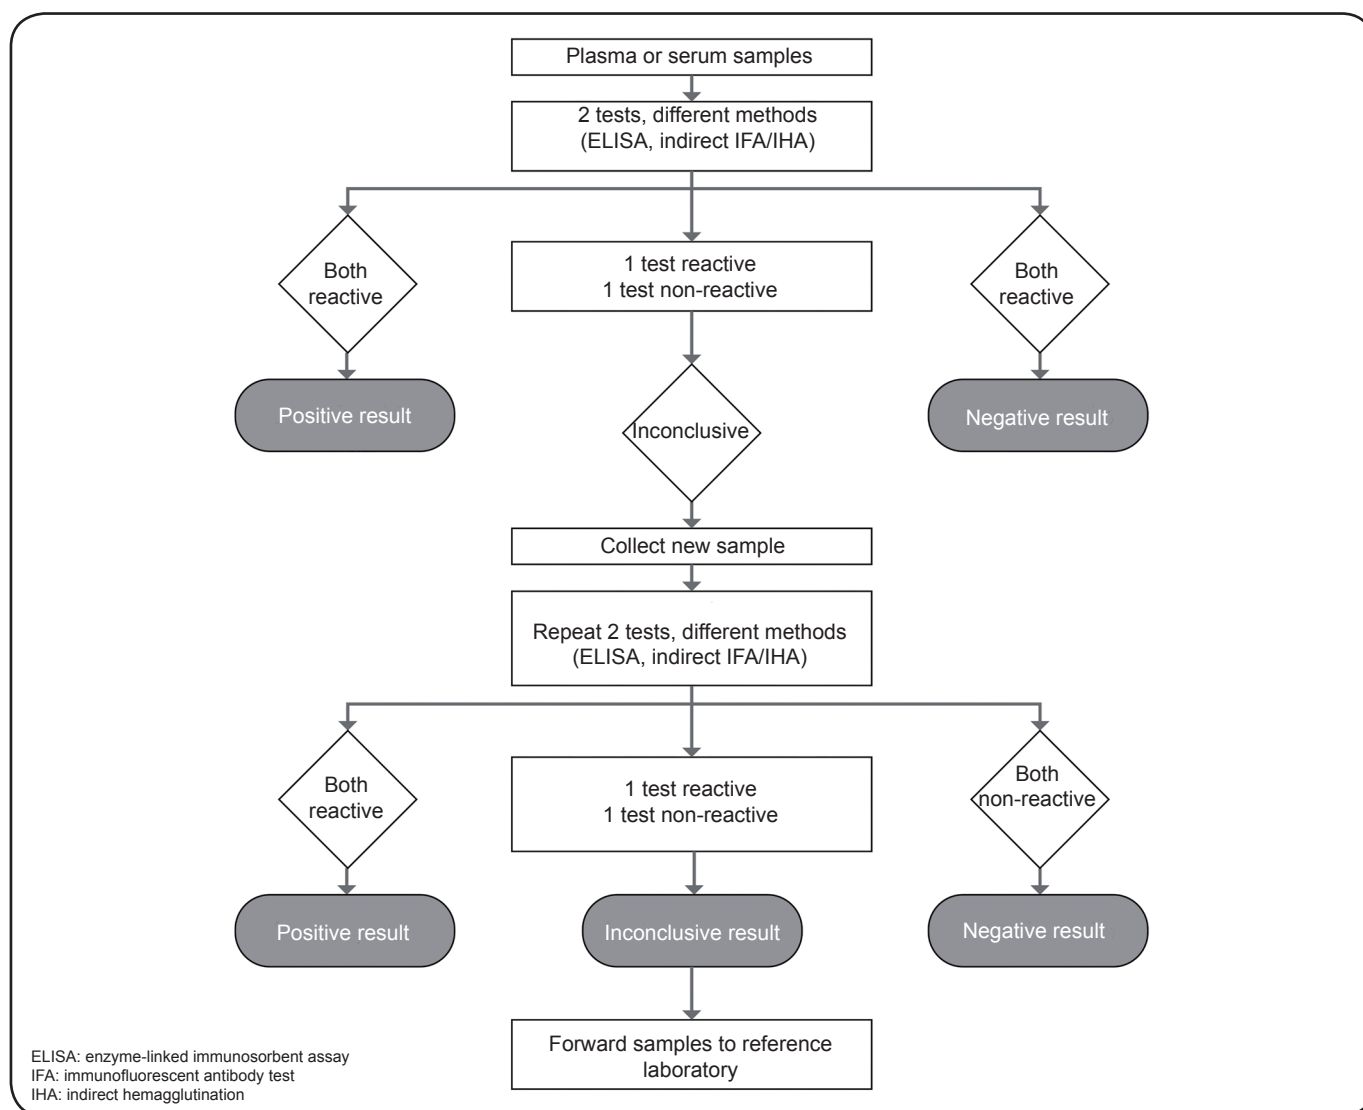 Plasma or serum samples
2 tests, different methods
(ELISA, indirect IFA/IHA)
Both
reactive
1 test reactive
1 test non-reactive
Both
reactive
Positive result
Inconclusive
Negative result
Collect new sample
Repeat 2 tests, different methods
(ELISA, indirect IFA/IHA)
Both
reactive
1 test reactive
1 test non-reactive
Both
non-reactive
Positive result
Inconclusive result
Negative result
Forward samples to reference
laboratory
ELISA: enzyme-linked immunosorbent assay
IFA: immunofluorescent antibody test
IHA: indirect hemagglutination